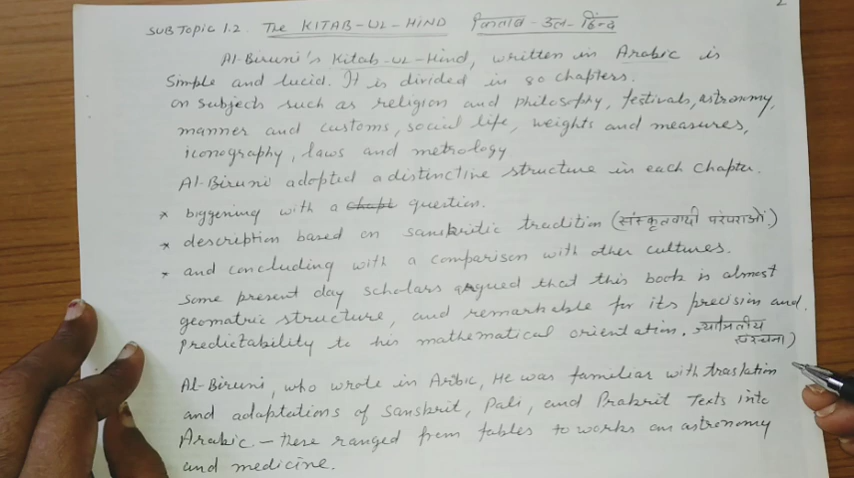 2
SUB TOPIC 1.2. The KITAB-UL-HIND किताब-उल-हिन्द
Al-Biruni's Kitab-UL-Hind, written in Arabic is
Simple and lucid. It is divided in 80 chapters.
on subjects such as religion and philosophy, festivals, astronomy,
manner and customs, social life, weights and measures,
iconography, laws and metrology
Al-Biruni adopted a distinctive structure in each chapter.
* biggening with a chapt question.
* description based on sanskritic tradition (संस्कृतवादी परंपराओं.)
* and concluding with a comparison with other cultures.
Some present day scholars argued that this book is almost
geomatric structure, and remarkable for its precision and
predictability to his mathematical orientation. ज्यामितीय
संरचना)
Al-Biruni, who wrote in Arbic, He was familiar with traslation
and adaptations of Sanskrit, Pali, and Prakrit Texts into
Arabic - these ranged from fables to works on astronomy
and medicine.